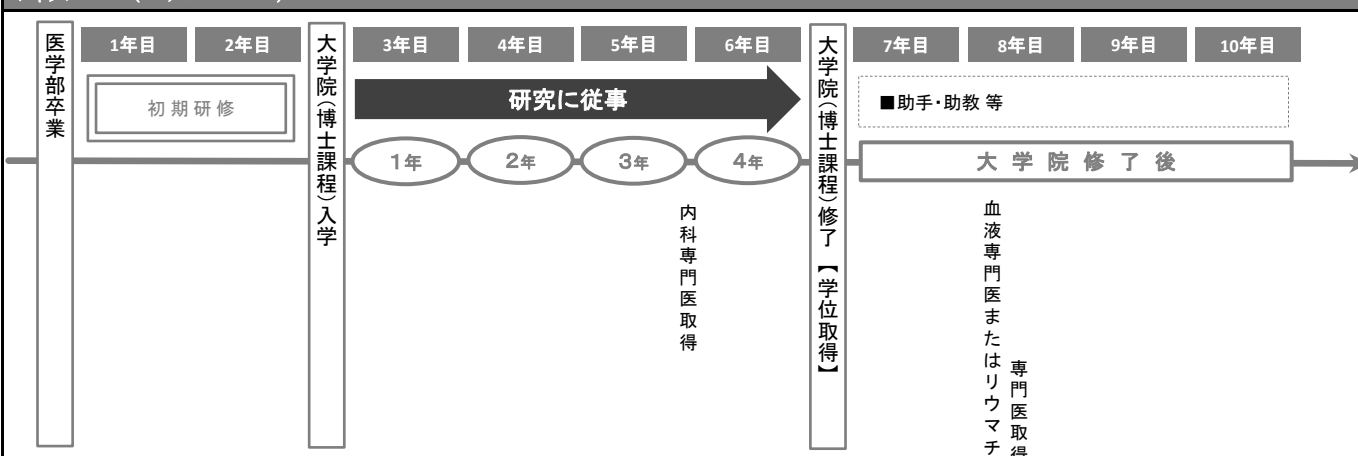 医学部卒業
1年目
2年目
初期研修
大学院（博士課程）入学
3年目
4年目
5年目
6年目
研究に従事
1年
2年
3年
4年
内科専門医取得
大学院（博士課程）修了 【学位取得】
7年目
8年目
9年目
10年目
■助手・助教 等
大学院修了後
血液専門医またはリウマチ
専門医取得